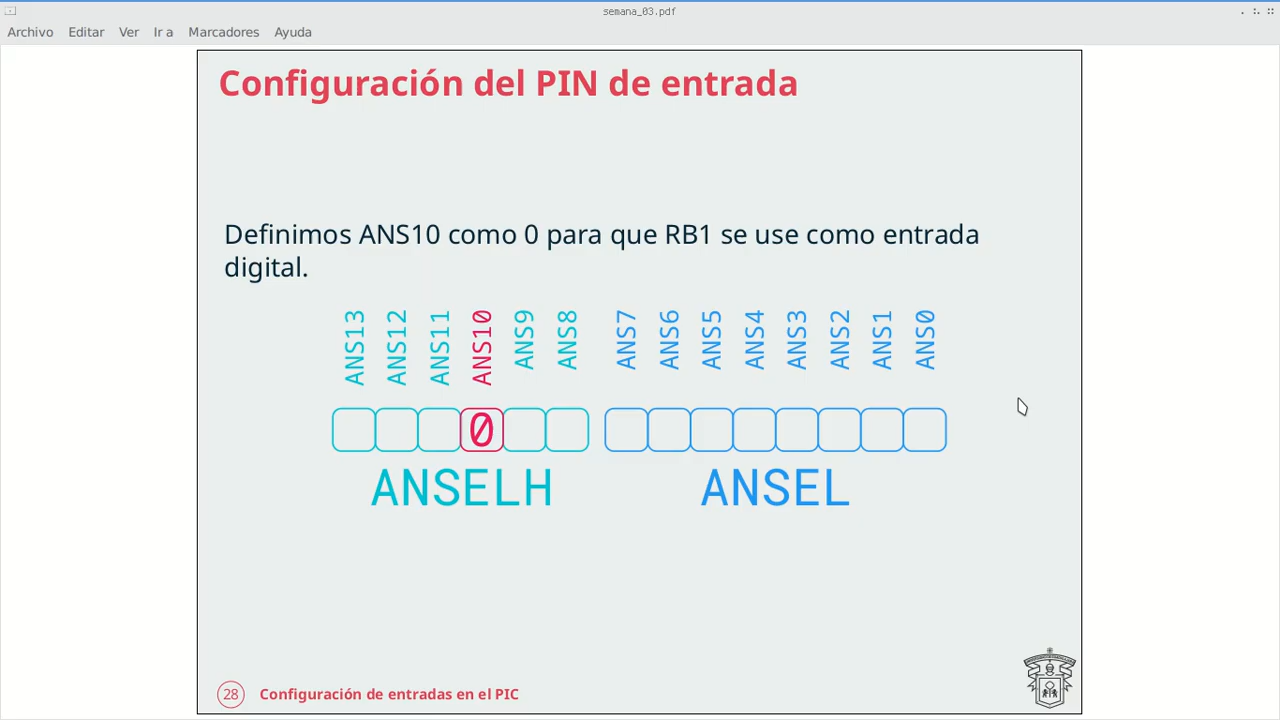 semana_03.pdf
Archivo Editar Ver Ir a Marcadores Ayuda
Configuración del PIN de entrada
Definimos ANS10 como 0 para que RB1 se use como entrada
digital.
ANS13 ANS12 ANS11 ANS10 ANS9 ANS8 ANS7 ANS6 ANS5 ANS4 ANS3 ANS2 ANS1 ANS0
0
ANSELH ANSEL
28 Configuración de entradas en el PIC